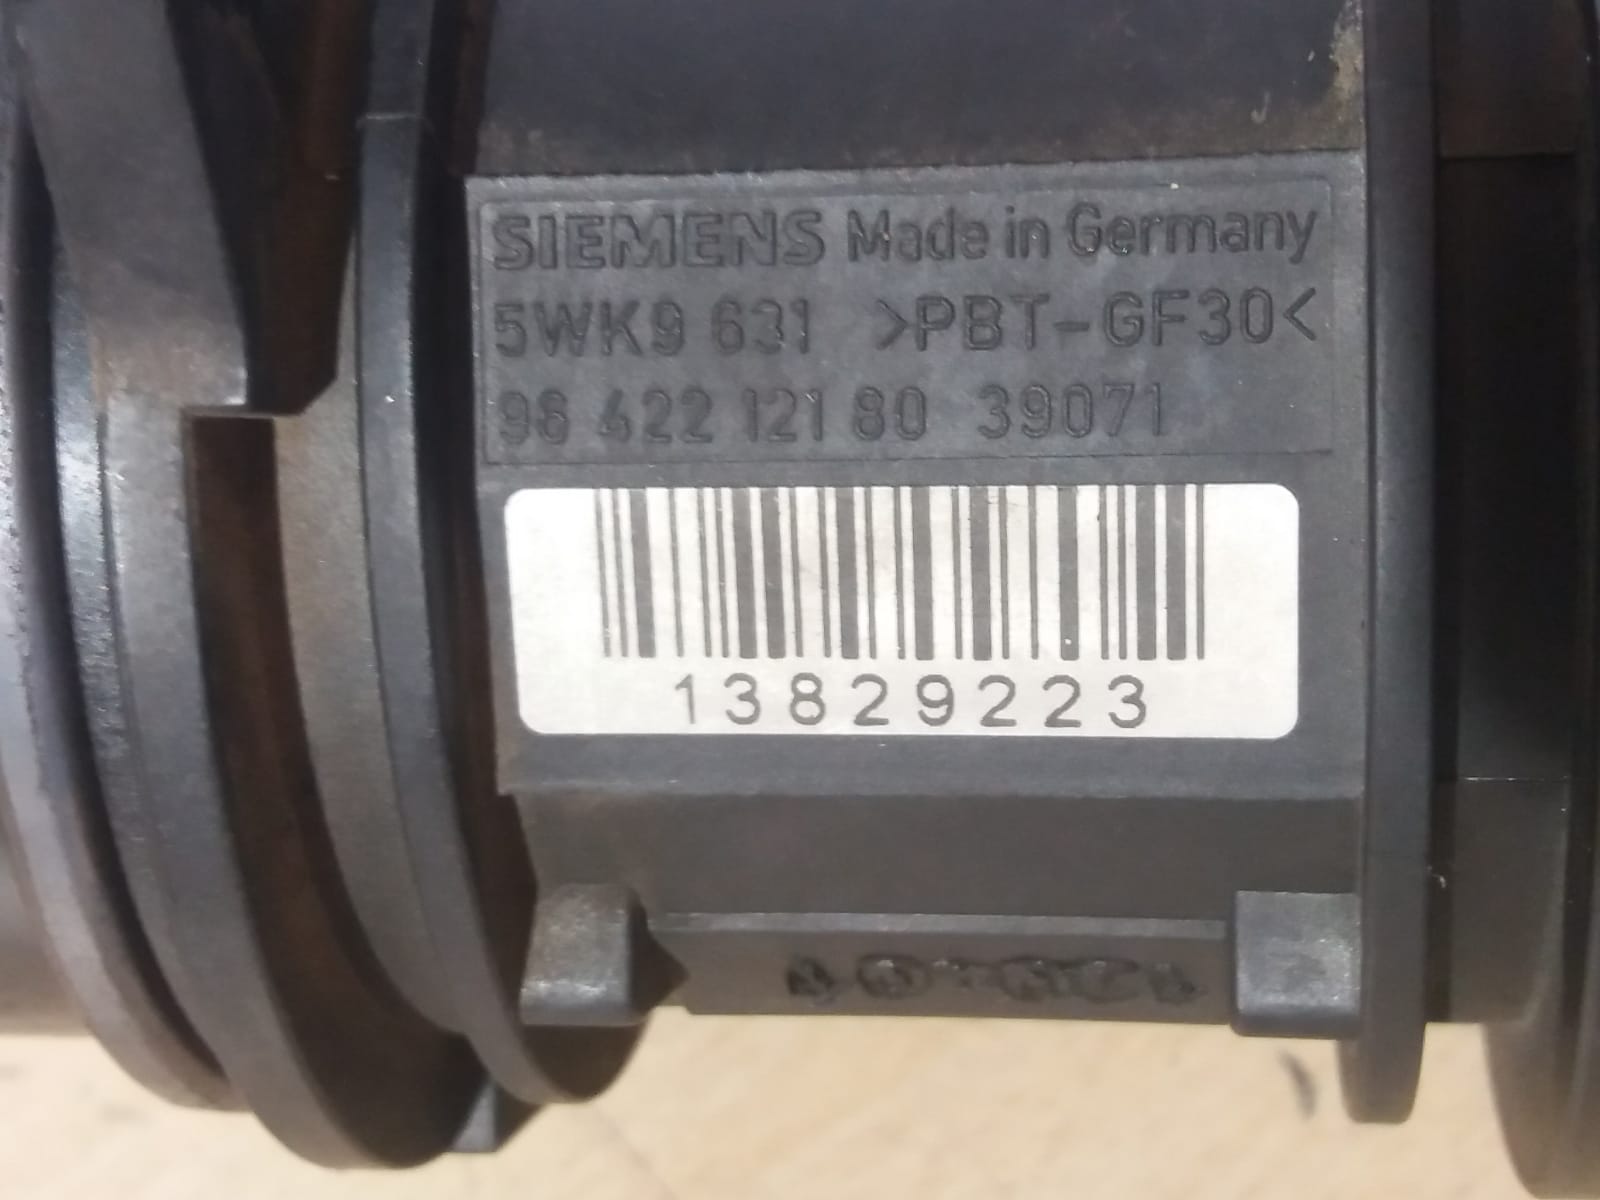 SIEMENS Made in Germany
5WK9 631 >PBT-GF30<
96 422 121 80 39071
13829223